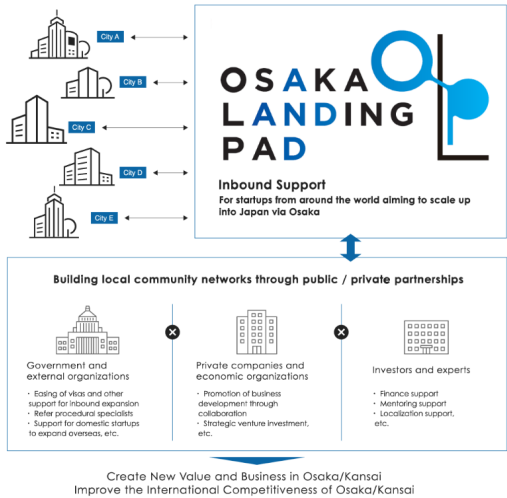 City A
City B
City C
City D
City E
OSAKA
LANDING
PAD
Inbound Support
For startups from around the world aiming to scale up
into Japan via Osaka
Building local community networks through public / private partnerships
Government and
external organizations
・ Easing of visas and other
support for inbound expansion
・ Refer procedural specialists
・ Support for domestic startups
to expand overseas, etc.
Private companies and
economic organizations
・ Promotion of business
development through
collaboration
・ Strategic venture investment,
etc.
Investors and experts
・ Finance support
・ Mentoring support
・ Localization support,
etc.
Create New Value and Business in Osaka/Kansai
Improve the International Competitiveness of Osaka/Kansai